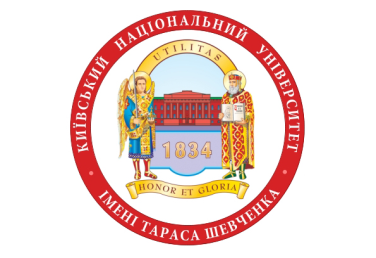 КИЇВСЬКИЙ НАЦІОНАЛЬНИЙ УНІВЕРСИТЕТ
ІМЕНІ ТАРАСА ШЕВЧЕНКА
UTILITAS
1834
HONOR ET GLORIA